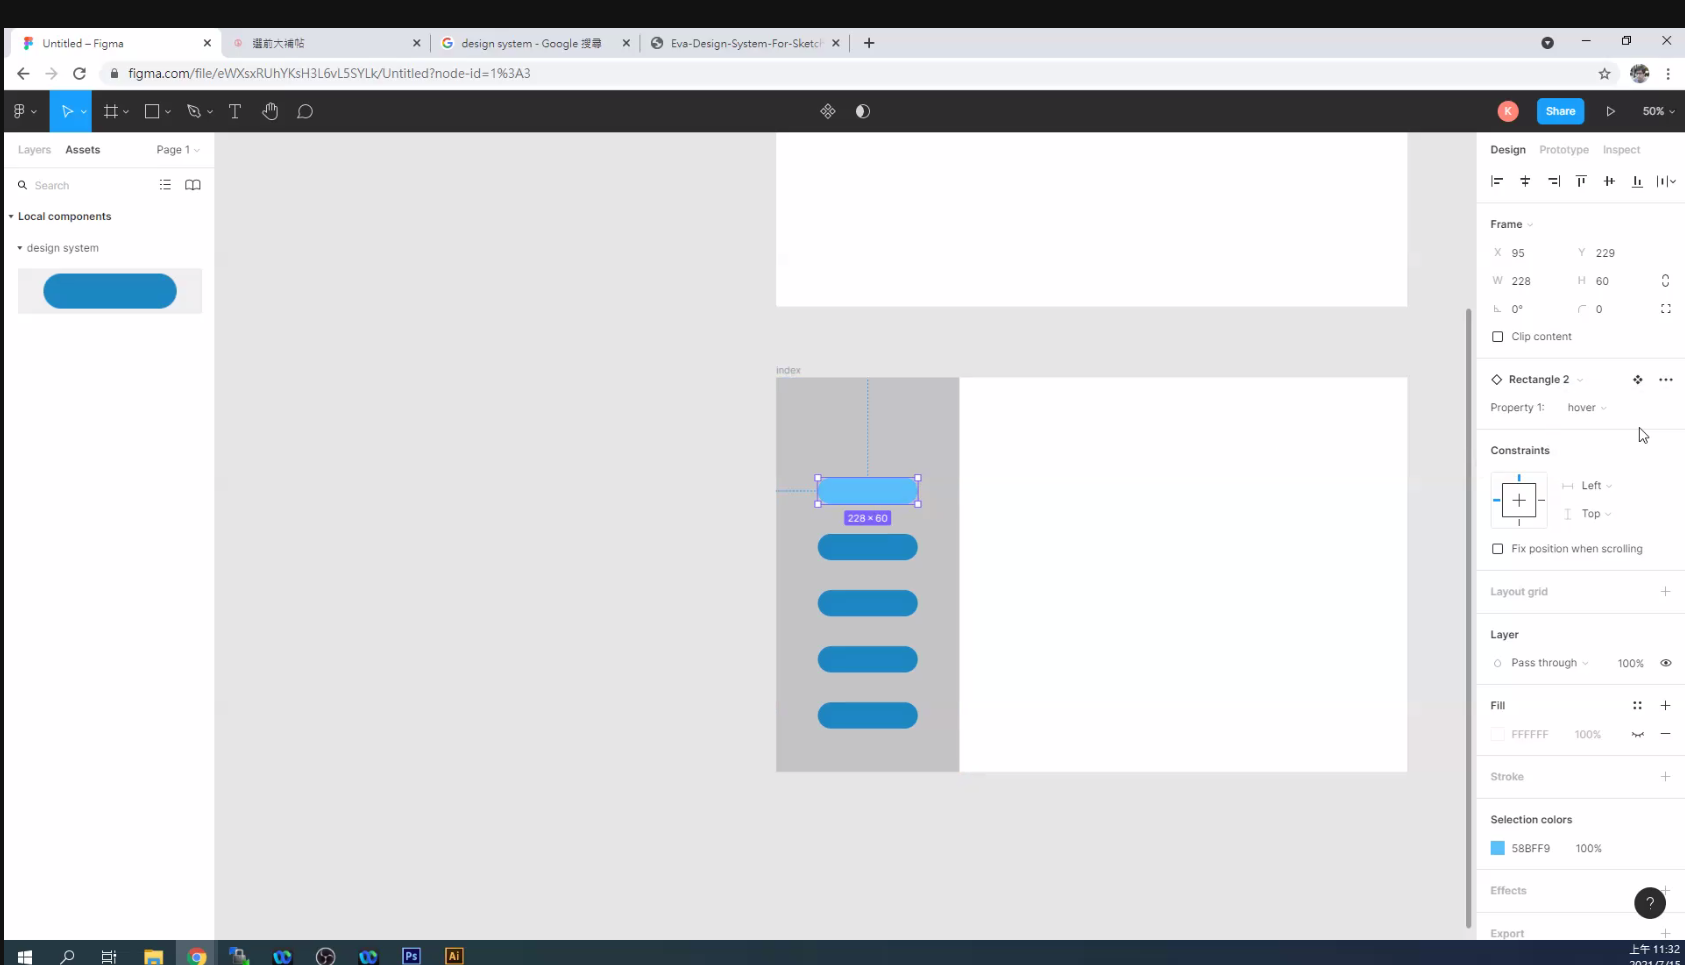 Untitled – Figma
選前大補帖
design system - Google 搜尋
Eva-Design-System-For-Sketch
figma.com/file/eWXsxRUhYKsH3L6vL5SYLk/Untitled?node-id=1%3A3
K
Share
50%
Layers Assets Page 1
Search
Local components
design system
index
228 × 60
Design Prototype Inspect
Frame
X 95 Y 229
W 228 H 60
0° 0
Clip content
Rectangle 2
Property 1: hover
Constraints
Left
Top
Fix position when scrolling
Layout grid
Layer
Pass through 100%
Fill
FFFFFF 100%
Stroke
Selection colors
58BFF9 100%
Effects
?
Export
Ps
Ai
上午 11:32
2021/7/15